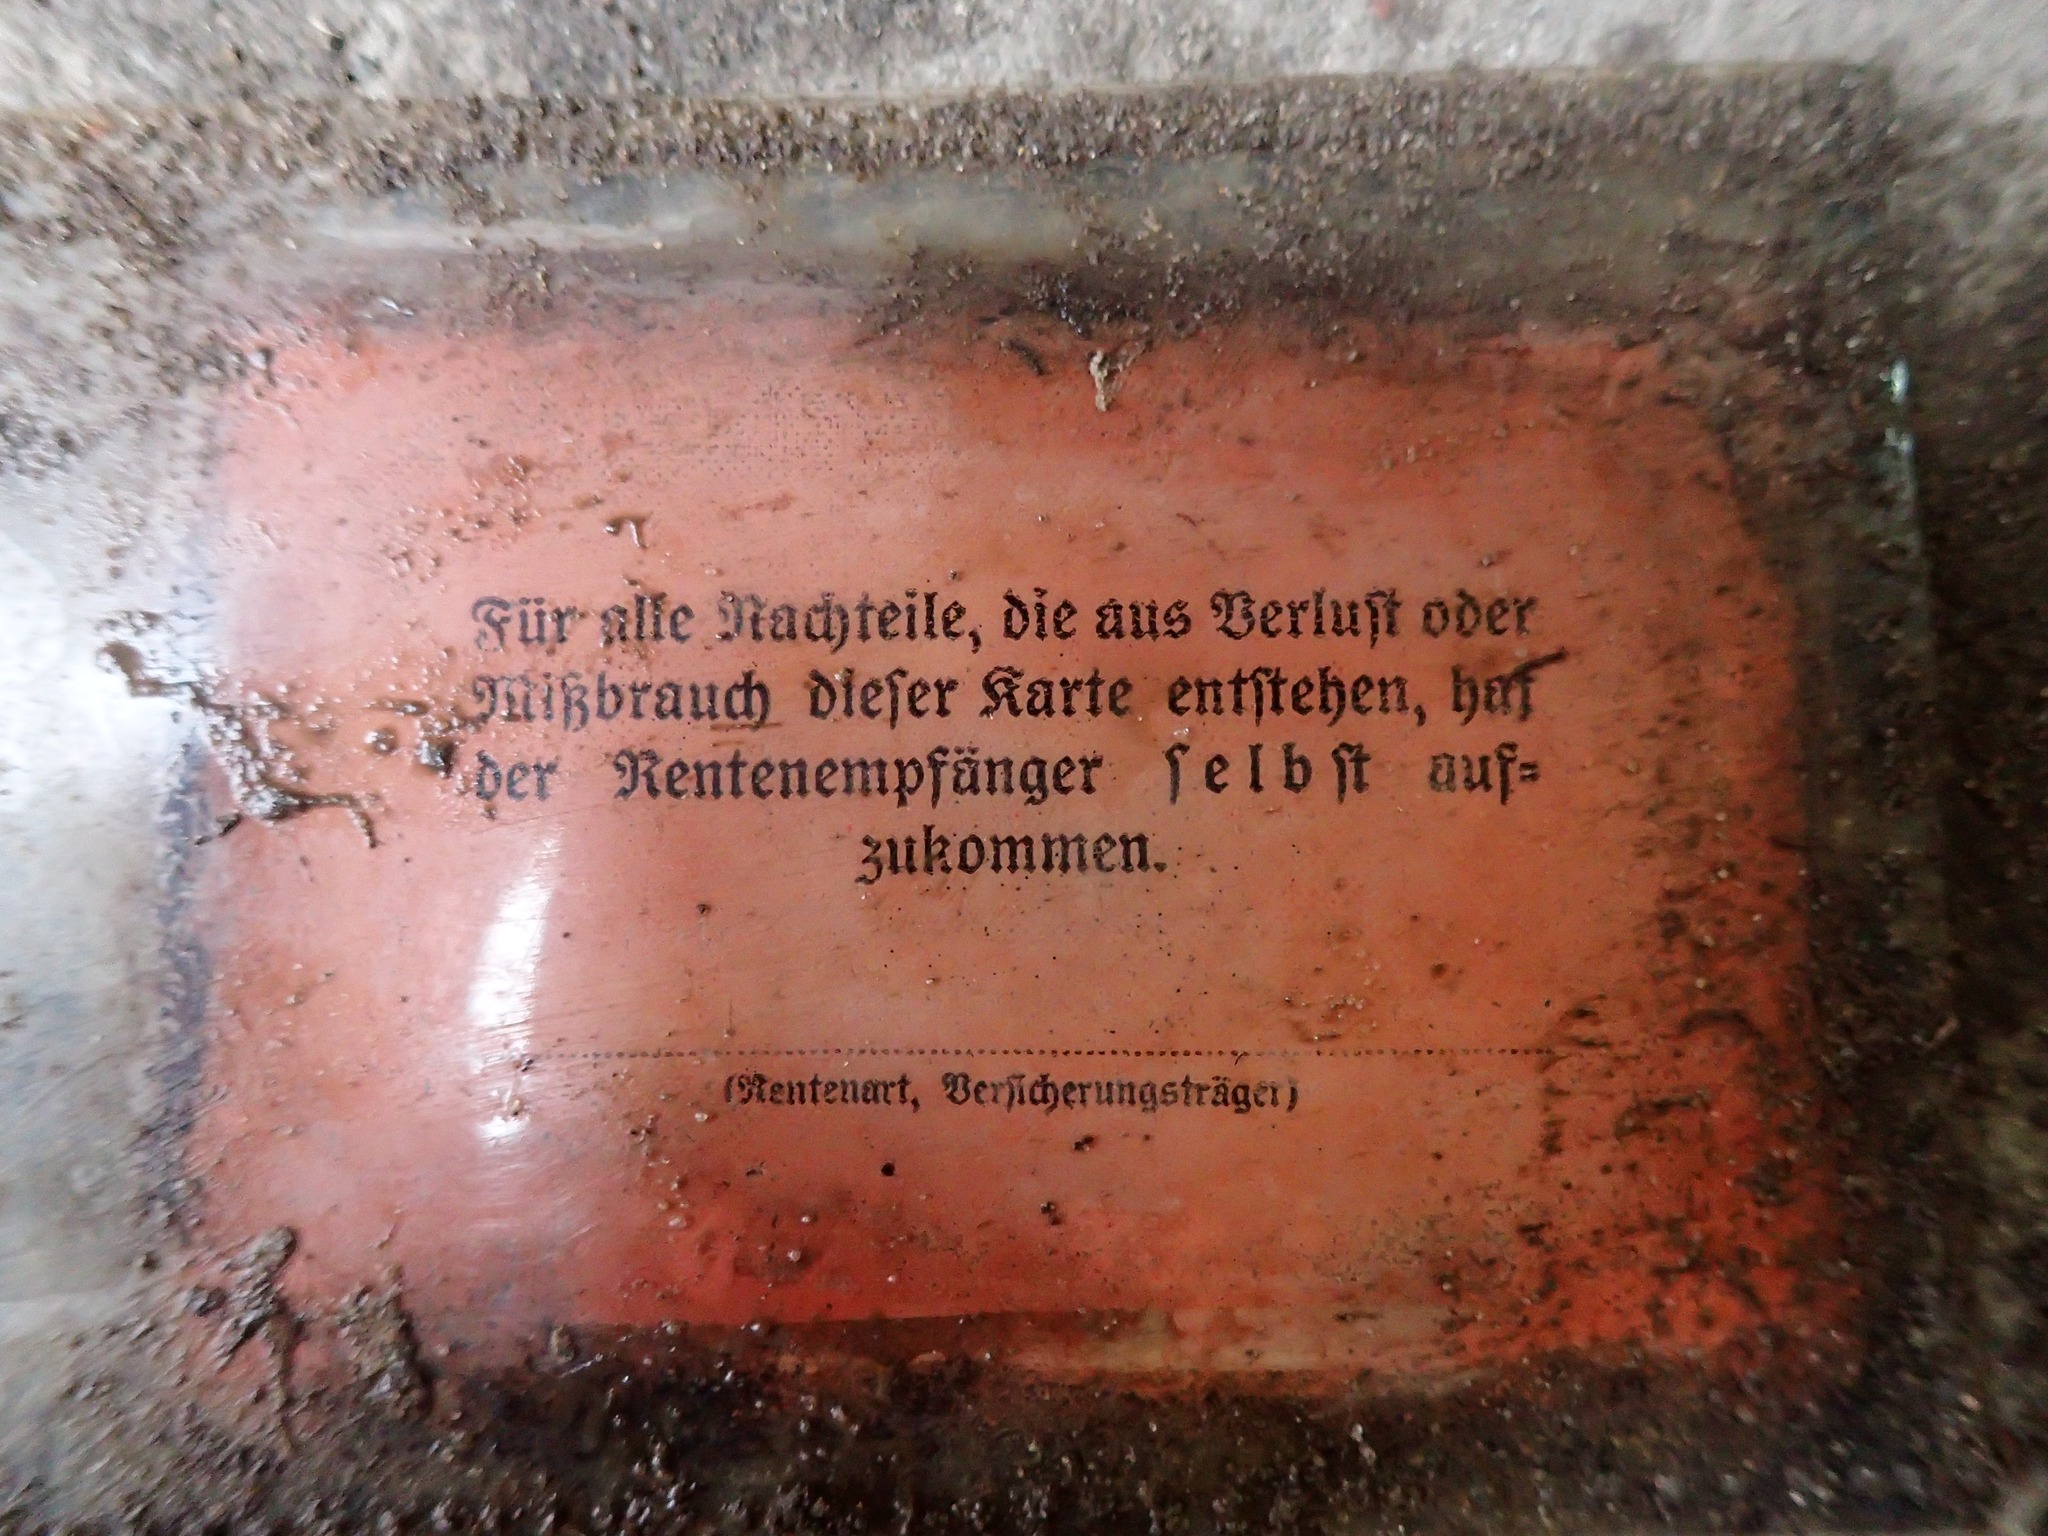 Für alle Nachteile, die aus Verlust oder
Mißbrauch dieser Karte entstehen, hat
der Rentenempfänger selbst auf-
zukommen.
(Rentenart, Versicherungsträger)